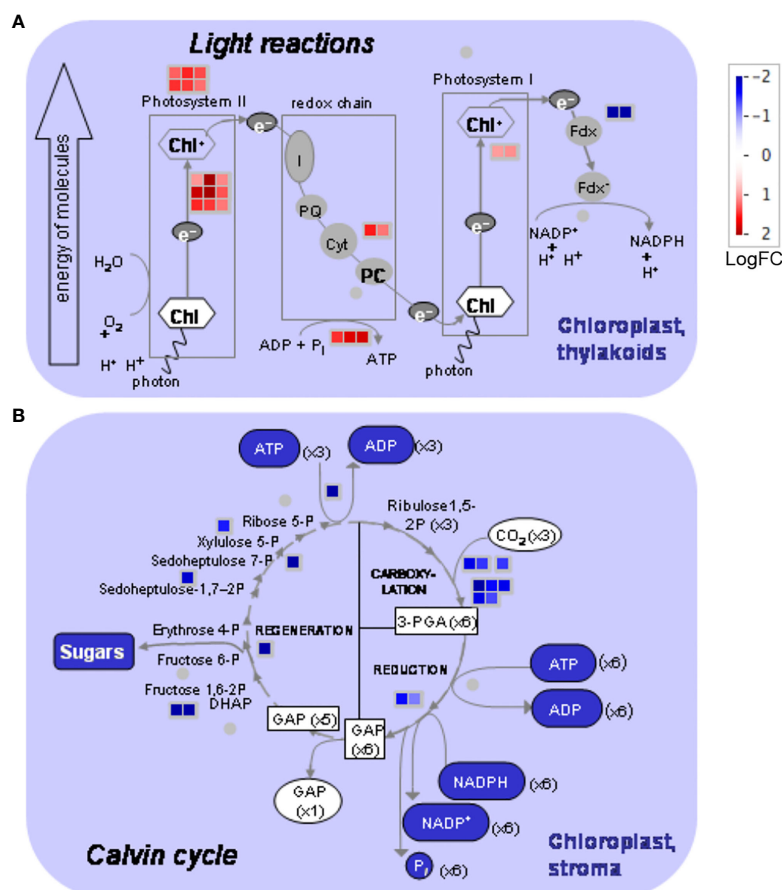 A
Light reactions
Photosystem II
redox chain
Photosystem I
energy of molecules
Chl⁺
e⁻
I
PQ
Cyt
PC
e⁻
H₂O
+O₂
H⁺ H⁺
Chl
photon
ADP + Pᵢ
ATP
e⁻
Chl⁺
e⁻
Chl
photon
e⁻
Fdx
Fdx⁻
NADP⁺
+
H⁺ H⁺
NADPH
+
H⁺
Chloroplast,
thylakoids
-2
-1
0
1
2
LogFC
B
ATP (x3)
ADP (x3)
Ribose 5-P
Ribulose1,5-
2P (x3)
CO₂(x3)
Xylulose 5-P
Sedoheptulose 7-P
Sedoheptulose-1,7-2P
CARBOXY-
LATION
3-PGA (x6)
Erythrose 4-P
REGENERATION
Sugars
Fructose 6-P
REDUCTION
ATP (x6)
Fructose 1,6-2P
DHAP
ADP (x6)
GAP (x5)
GAP
(x6)
GAP
(x1)
NADPH (x6)
NADP⁺ (x6)
Pᵢ (x6)
Calvin cycle
Chloroplast,
stroma